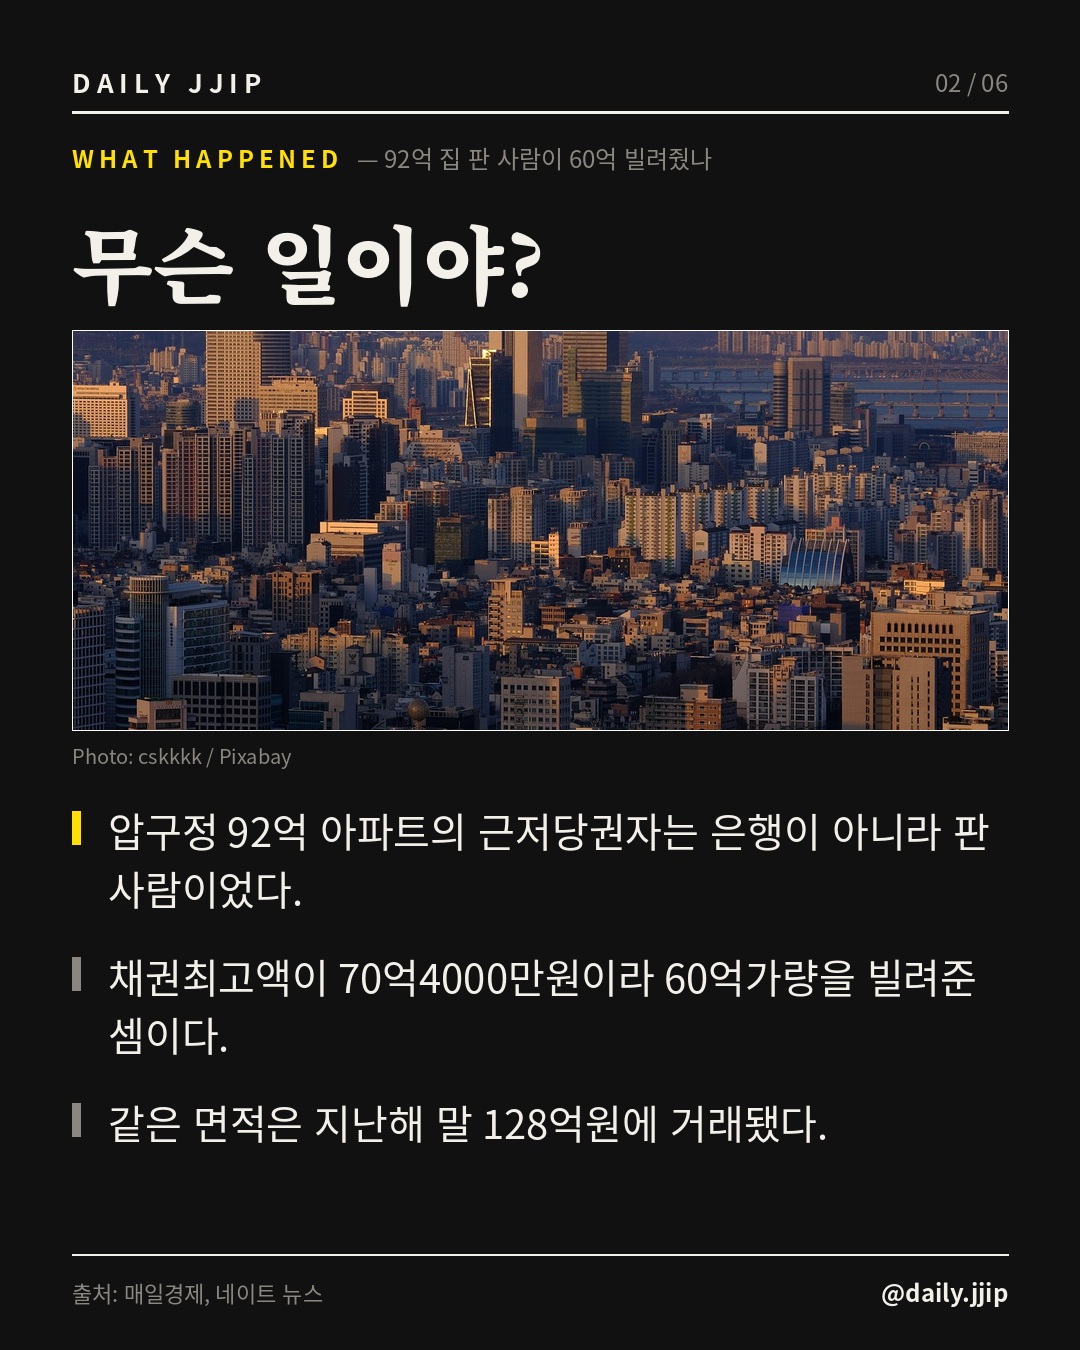 DAILY JJIP
02 / 06
WHAT HAPPENED — 92억 집 판 사람이 60억 빌려줬나
무슨 일이야?
Photo: cskkkk / Pixabay
압구정 92억 아파트의 근저당권자는 은행이 아니라 판
사람이었다.
채권최고액이 70억4000만원이라 60억가량을 빌려준
셈이다.
같은 면적은 지난해 말 128억원에 거래됐다.
출처: 매일경제, 네이트 뉴스
@daily.jjip